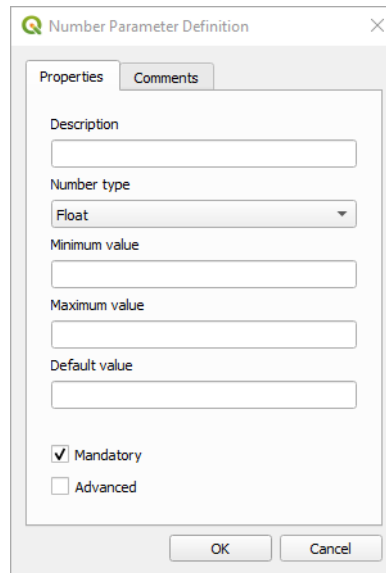 Number Parameter Definition
Properties
Comments
Description
Number type
Float
Minimum value
Maximum value
Default value
Mandatory
Advanced
OK
Cancel